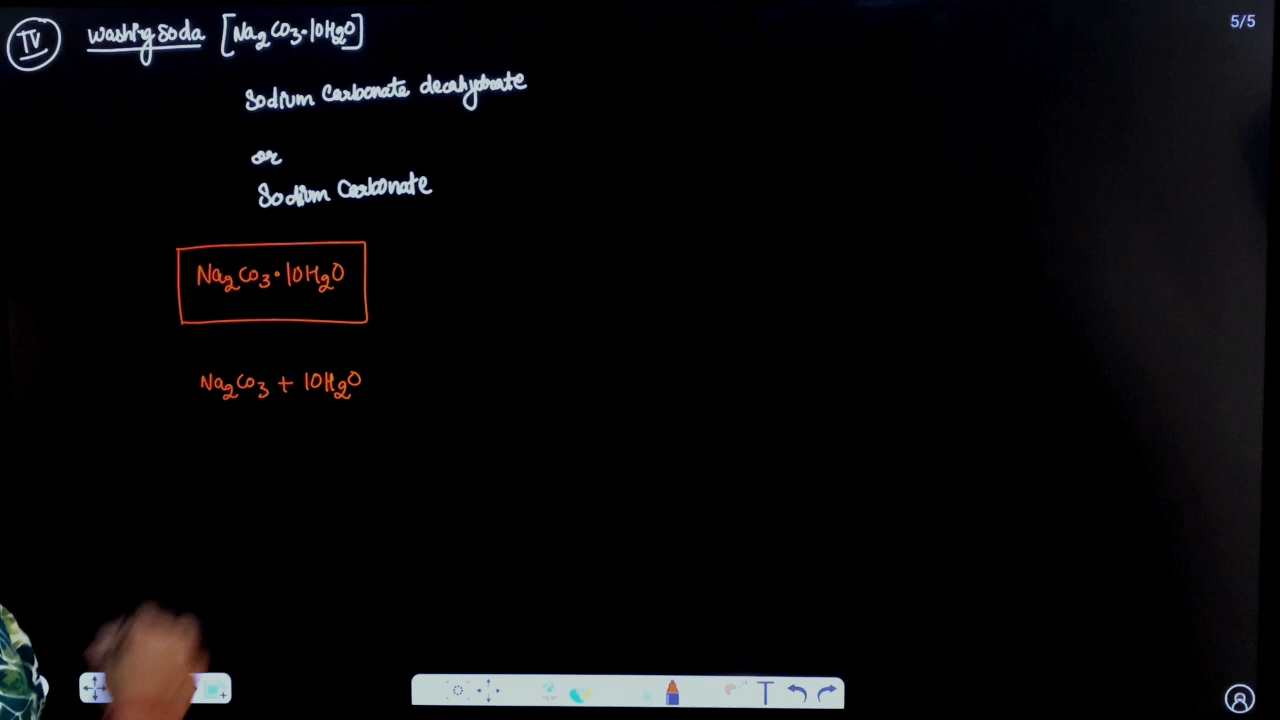 IV washing soda [Na₂CO₃·10H₂O]
5/5
Sodium Carbonate decahydrate
or
Sodium Carbonate
Na₂CO₃·10H₂O
Na₂CO₃ + 10H₂O
T